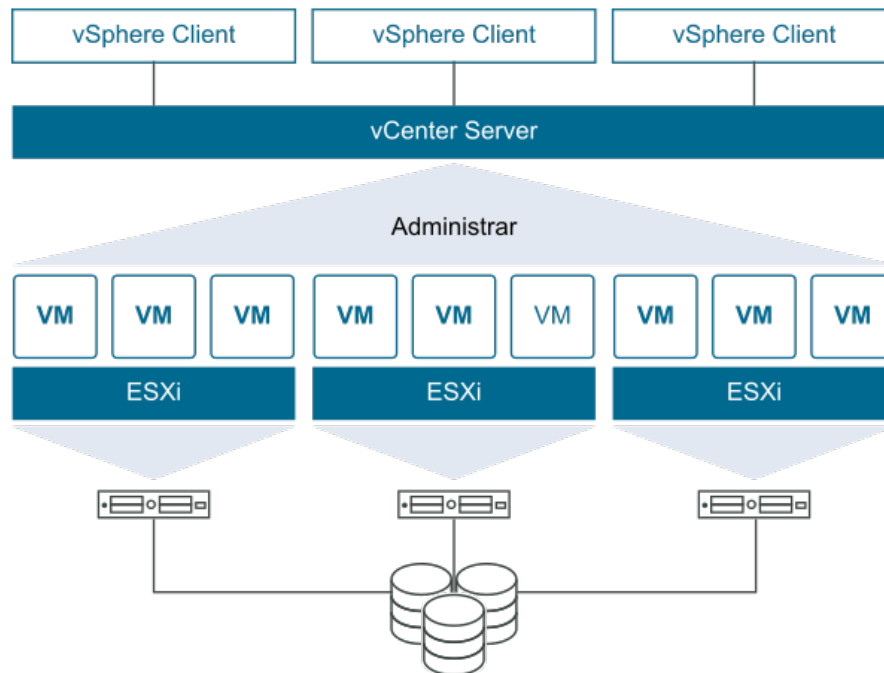 vSphere Client
vSphere Client
vSphere Client
vCenter Server
Administrar
VM
VM
VM
VM
VM
VM
VM
VM
VM
ESXi
ESXi
ESXi